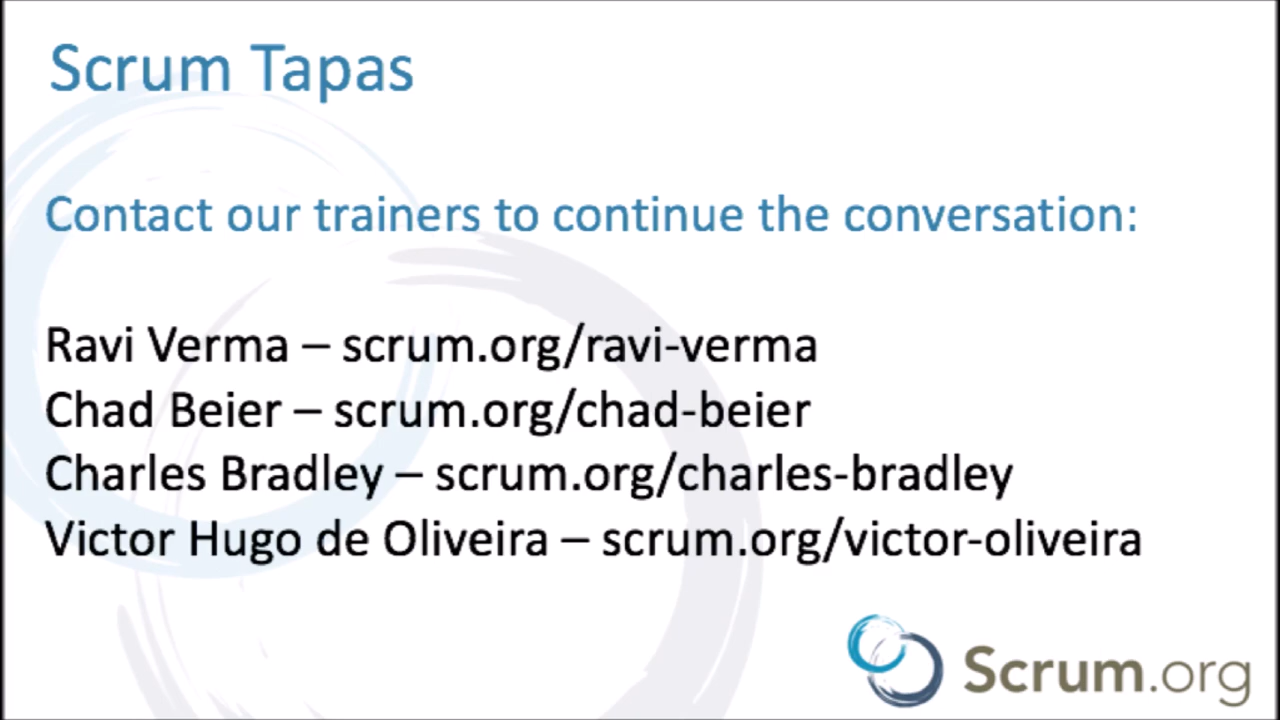 Scrum Tapas
Contact our trainers to continue the conversation:
Ravi Verma – scrum.org/ravi-verma
Chad Beier – scrum.org/chad-beier
Charles Bradley – scrum.org/charles-bradley
Victor Hugo de Oliveira – scrum.org/victor-oliveira
Scrum.org